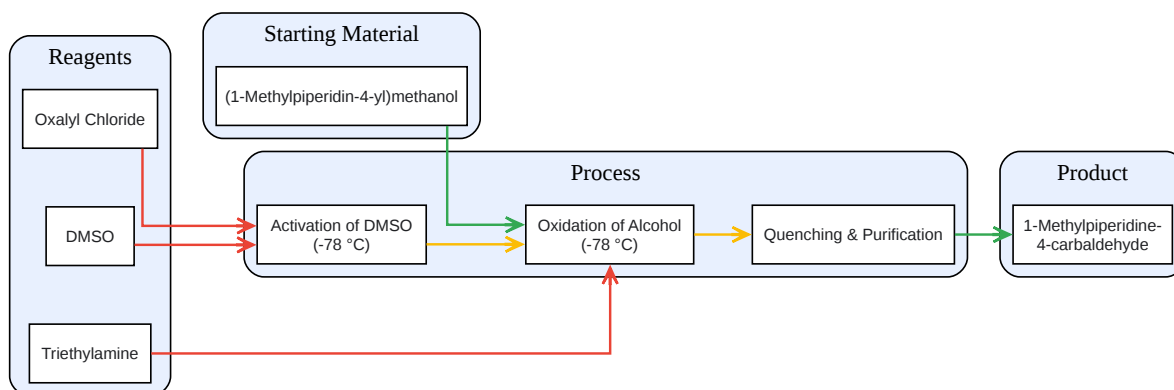 Starting Material
Reagents
(1-Methylpiperidin-4-yl)methanol
Oxalyl Chloride
Process
Product
DMSO
Activation of DMSO
(-78 °C)
Oxidation of Alcohol
(-78 °C)
Quenching & Purification
1-Methylpiperidine-
4-carbaldehyde
Triethylamine